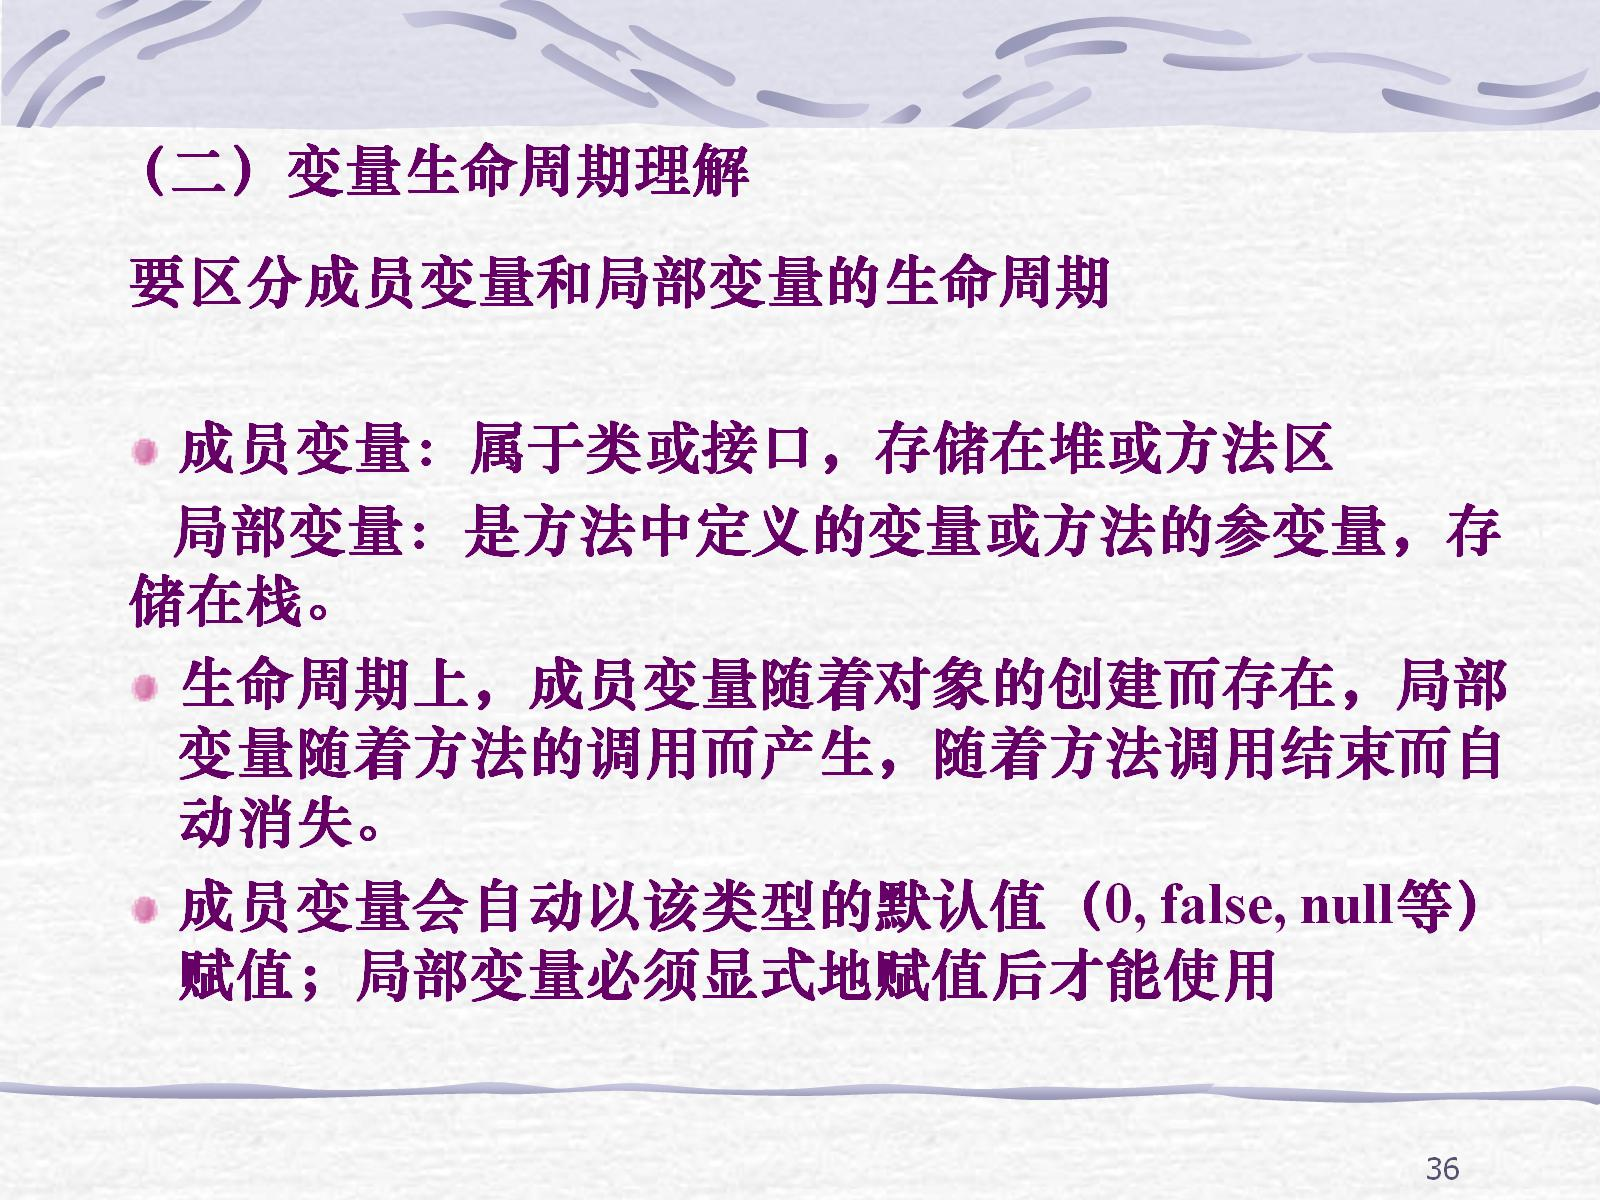 （二）变量生命周期理解
要区分成员变量和局部变量的生命周期
成员变量：属于类或接口，存储在堆或方法区
局部变量：是方法中定义的变量或方法的参变量，存
储在栈。
生命周期上，成员变量随着对象的创建而存在，局部
变量随着方法的调用而产生，随着方法调用结束而自
动消失。
成员变量会自动以该类型的默认值（0, false, null等）
赋值；局部变量必须显式地赋值后才能使用
36